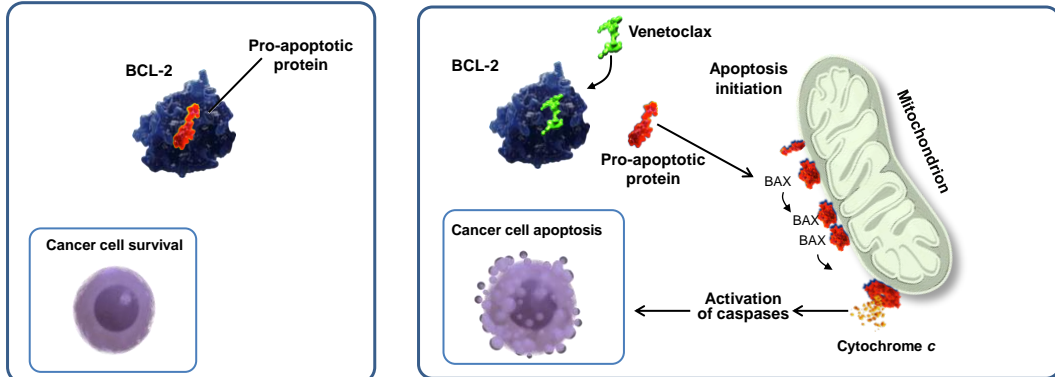 Pro-apoptotic
protein
BCL-2
Cancer cell survival
Venetoclax
BCL-2
Apoptosis
initiation
Mitochondrion
Pro-apoptotic
protein
BAX
BAX
BAX
Cancer cell apoptosis
Activation
of caspases
Cytochrome c